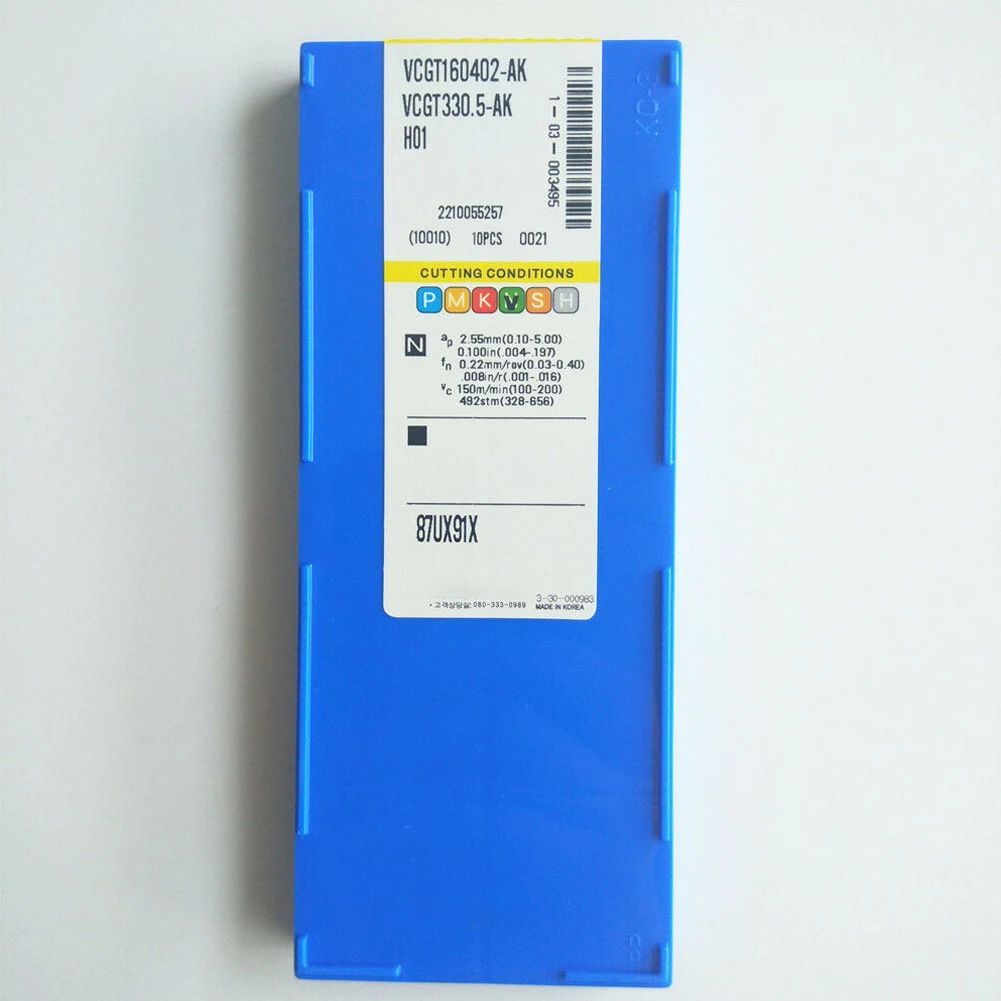 VCGT160402-AK
VCGT330.5-AK
H01
1-03-003495
2210055257
(10010) 10PCS 0021
CUTTING CONDITIONS
P M K S H
N ap 2.55mm(0.10-5.00)
0.100in(.004-.197)
fn 0.22mm/rev(0.03-0.40)
.008in/r(.001-.016)
vc 150m/min(100-200)
492stm(328-656)
87UX91X
• 고객상담실: 080-333-0989
3-30-000983
MADE IN KOREA
PP